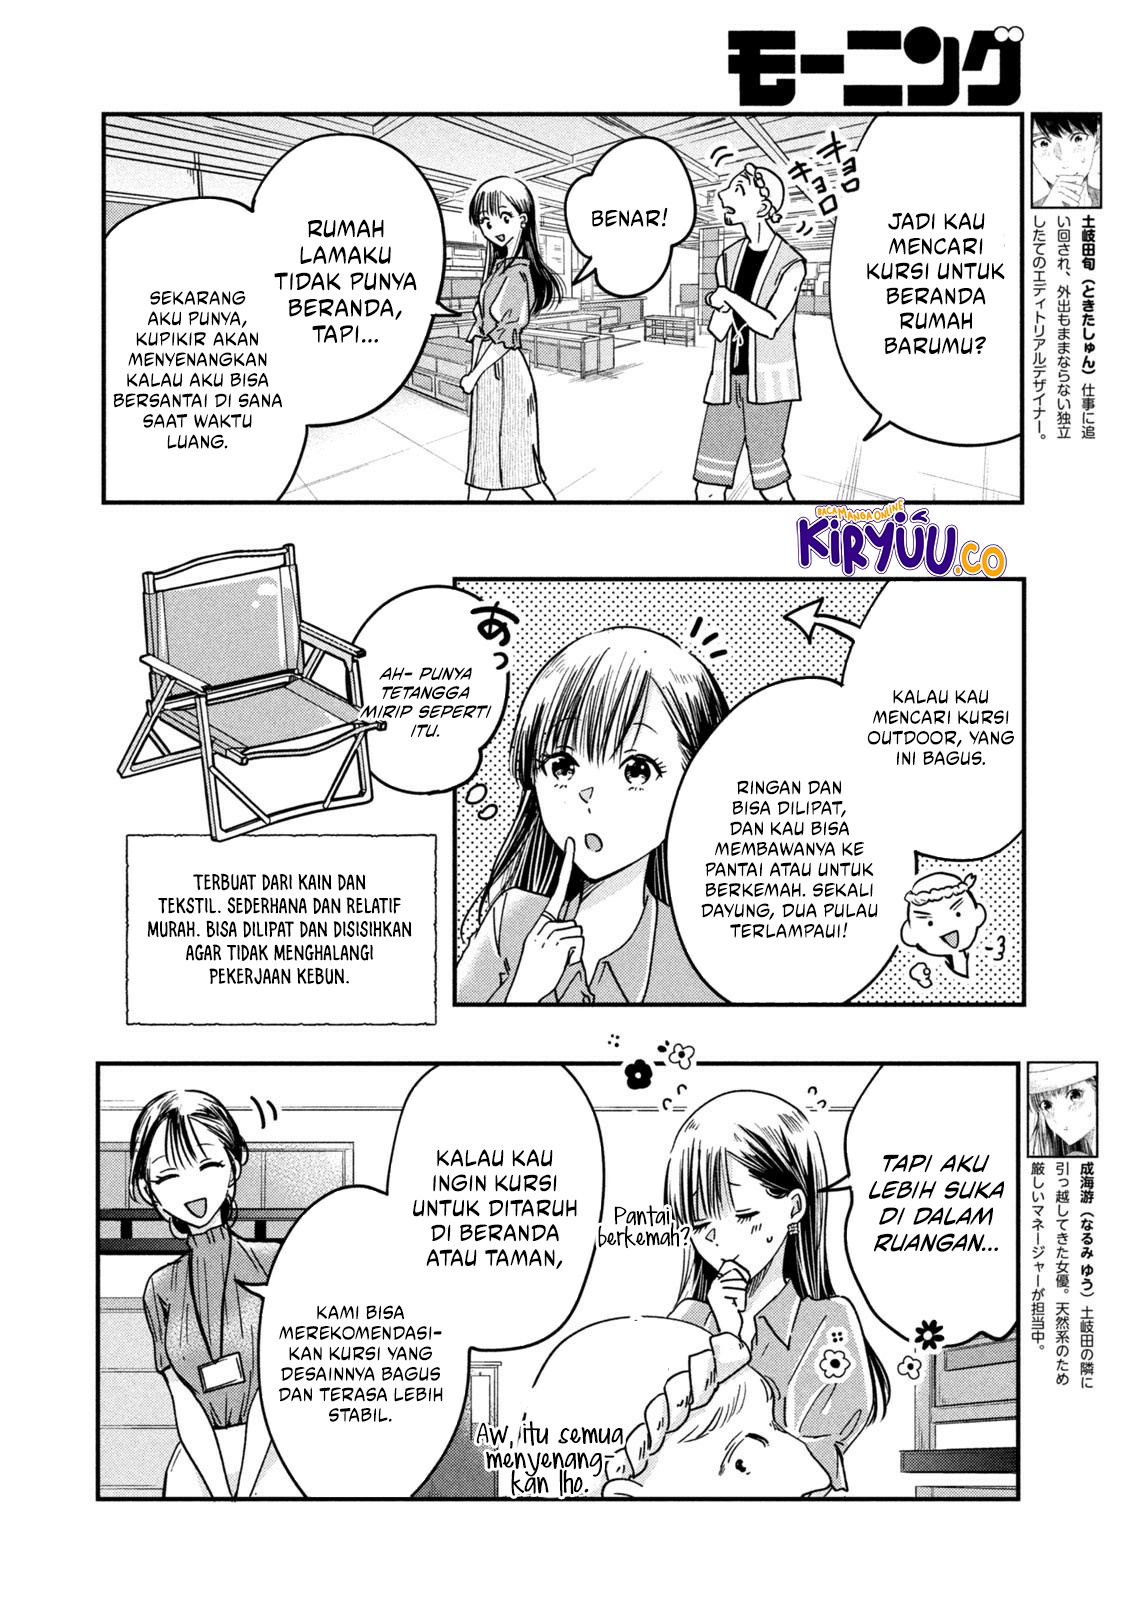 モーニング
JADI KAU
MENCARI
KURSI UNTUK
BERANDA
RUMAH
BARUMU?
キョロ
キョロ
BENAR!
RUMAH
LAMAKU
TIDAK PUNYA
BERANDA,
TAPI...
SEKARANG
AKU PUNYA,
KUPIKIR AKAN
MENYENANGKAN
KALAU AKU BISA
BERSANTAI DI SANA
SAAT WAKTU
LUANG.
土岐田旬（ときたしゅん）仕事に追
い回され、外出もままならない独立
したてのエディトリアルデザイナー。
BACA MANGA ONLINE
KIRYUU.CO
KALAU KAU
MENCARI KURSI
OUTDOOR, YANG
INI BAGUS.
RINGAN DAN
BISA DILIPAT,
DAN KAU BISA
MEMBAWANYA KE
PANTAI ATAU UNTUK
BERKEMAH. SEKALI
DAYUNG, DUA PULAU
TERLAMPAUI!
あっ
AH- PUNYA
TETANGGA
MIRIP SEPERTI
ITU.
TERBUAT DARI KAIN DAN
TEKSTIL. SEDERHANA DAN RELATIF
MURAH. BISA DILIPAT DAN DISISIHKAN
AGAR TIDAK MENGHALANGI
PEKERJAAN KEBUN.
TAPI AKU
LEBIH SUKA
DI DALAM
RUANGAN...
Pantai
berkemah?
Aw, itu semua
menyenang-
kan lho.
KALAU KAU
INGIN KURSI
UNTUK DITARUH
DI BERANDA
ATAU TAMAN,
KAMI BISA
MEREKOMENDASI-
KAN KURSI YANG
DESAINNYA BAGUS
DAN TERASA LEBIH
STABIL.
成海游（なるみ ゆう）土岐田の隣に
引っ越してきた女優。天然系のため
厳しいマネージャーが担当中。